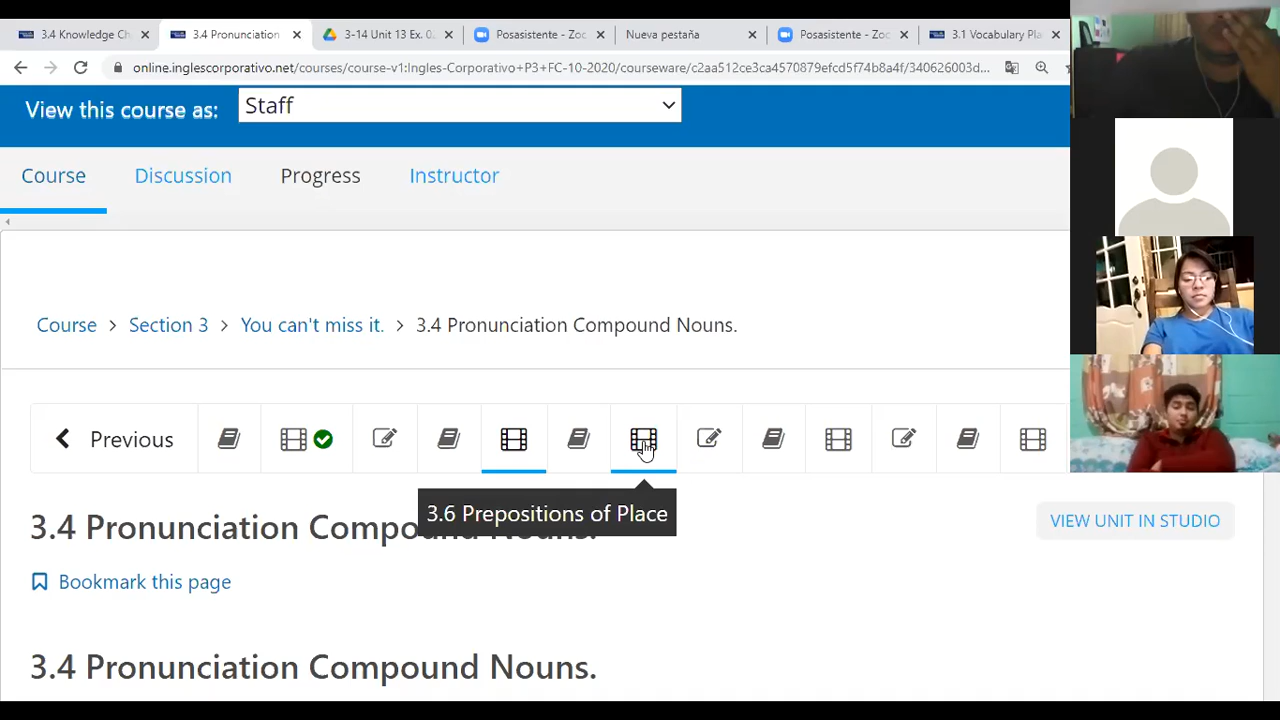 3.4 Knowledge Ch
3.4 Pronunciation
3-14 Unit 13 Ex. 0.
Posasistente - Zoc
Nueva pestaña
Posasistente - Zoc
3.1 Vocabulary Pla
online.inglescorporativo.net/courses/course-v1:Ingles-Corporativo+P3+FC-10-2020/courseware/c2aa512ce3ca4570879efcd5f74b8a4f/340626003d...
View this course as:
Staff
Course
Discussion
Progress
Instructor
Course > Section 3 > You can't miss it. > 3.4 Pronunciation Compound Nouns.
Previous
3.6 Prepositions of Place
3.4 Pronunciation Compound Nouns.
VIEW UNIT IN STUDIO
Bookmark this page
3.4 Pronunciation Compound Nouns.